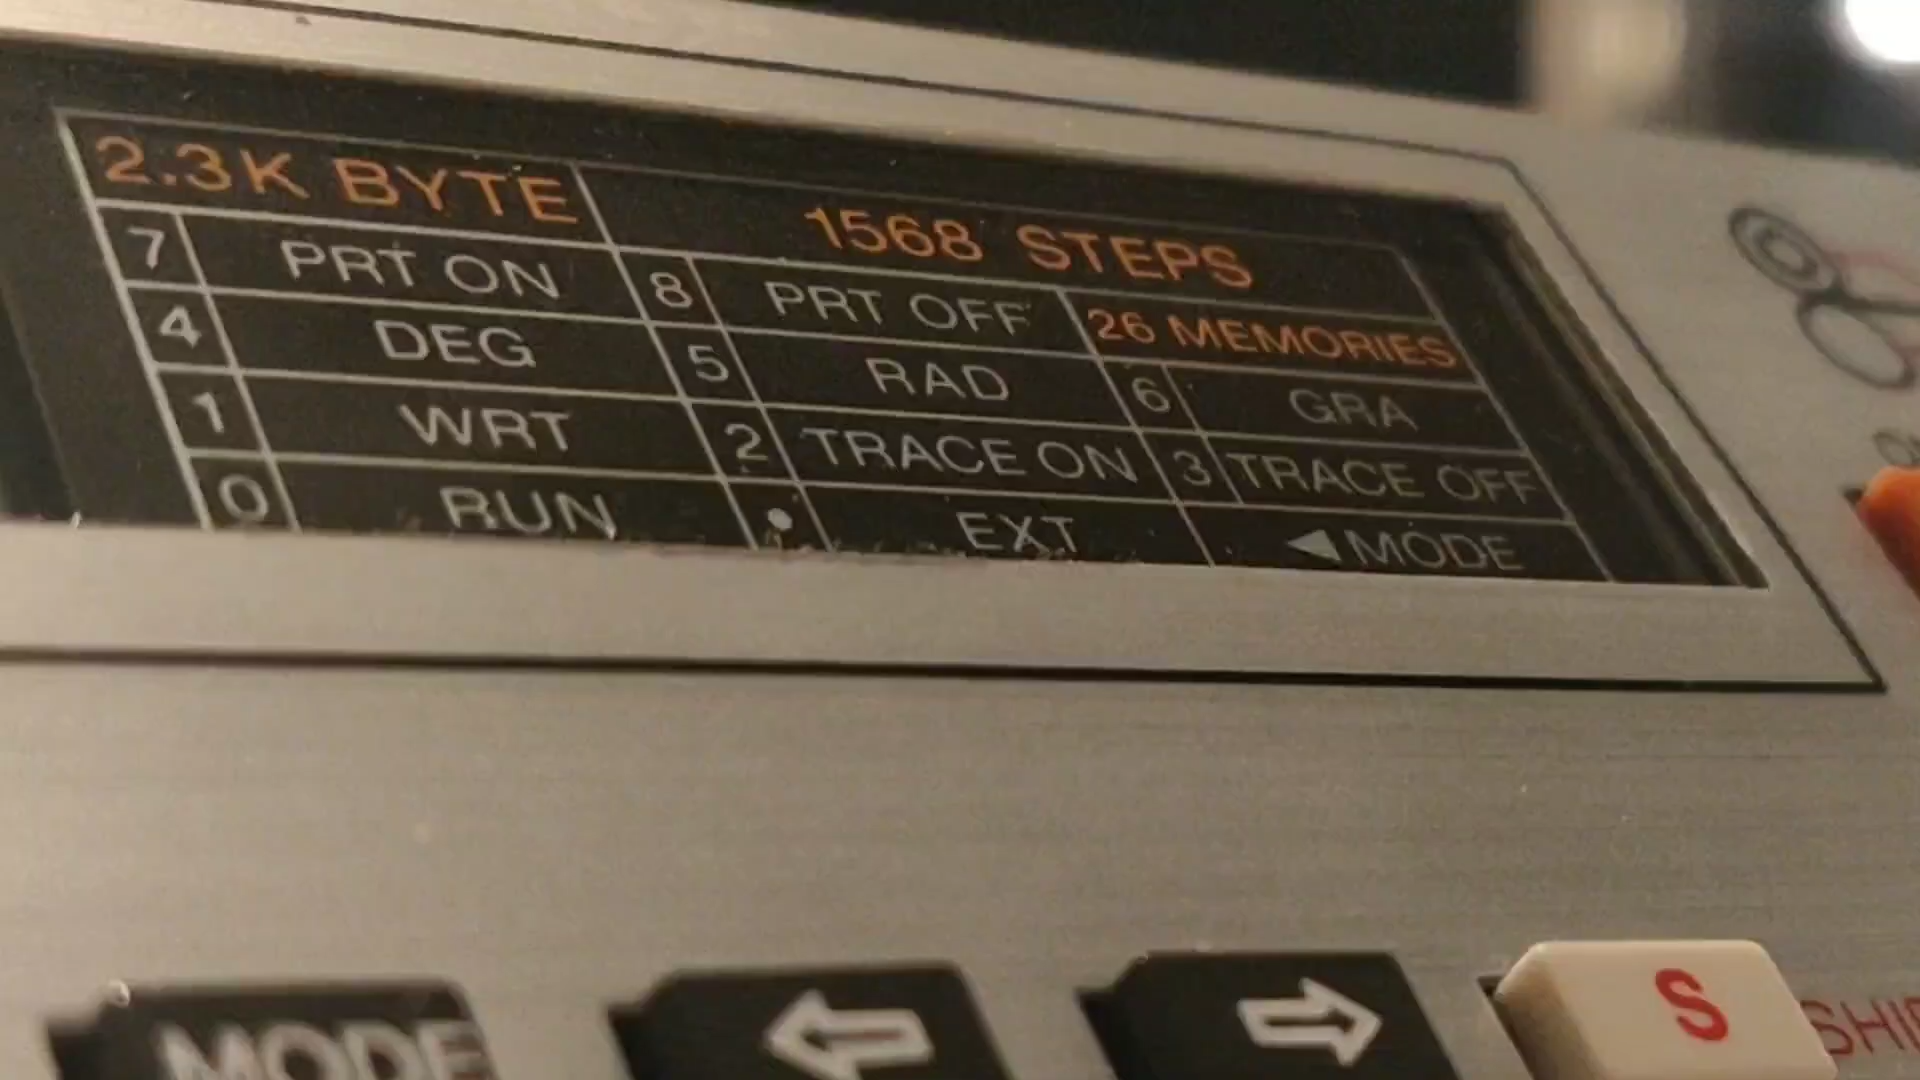 2.3K BYTE 1568 STEPS
7 PRT ON 8 PRT OFF 26 MEMORIES
4 DEG 5 RAD 6 GRA
1 WRT 2 TRACE ON 3 TRACE OFF
0 RUN • EXT ◀MODE
MODE ⇦ ⇨ S